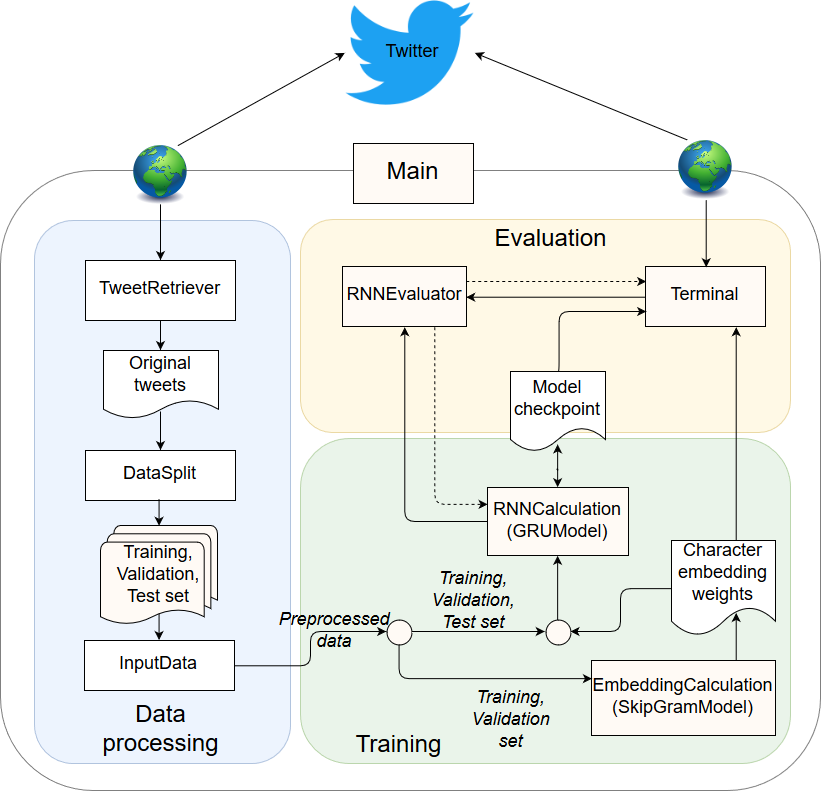 Twitter
Main
Evaluation
TweetRetriever
RNNEvaluator
Terminal
Original
tweets
Model
checkpoint
DataSplit
RNNCalculation
(GRUModel)
Training,
Validation,
Test set
Character
embedding
weights
Training,
Validation,
Test set
Preprocessed
data
InputData
EmbeddingCalculation
(SkipGramModel)
Training,
Validation
set
Data
processing
Training